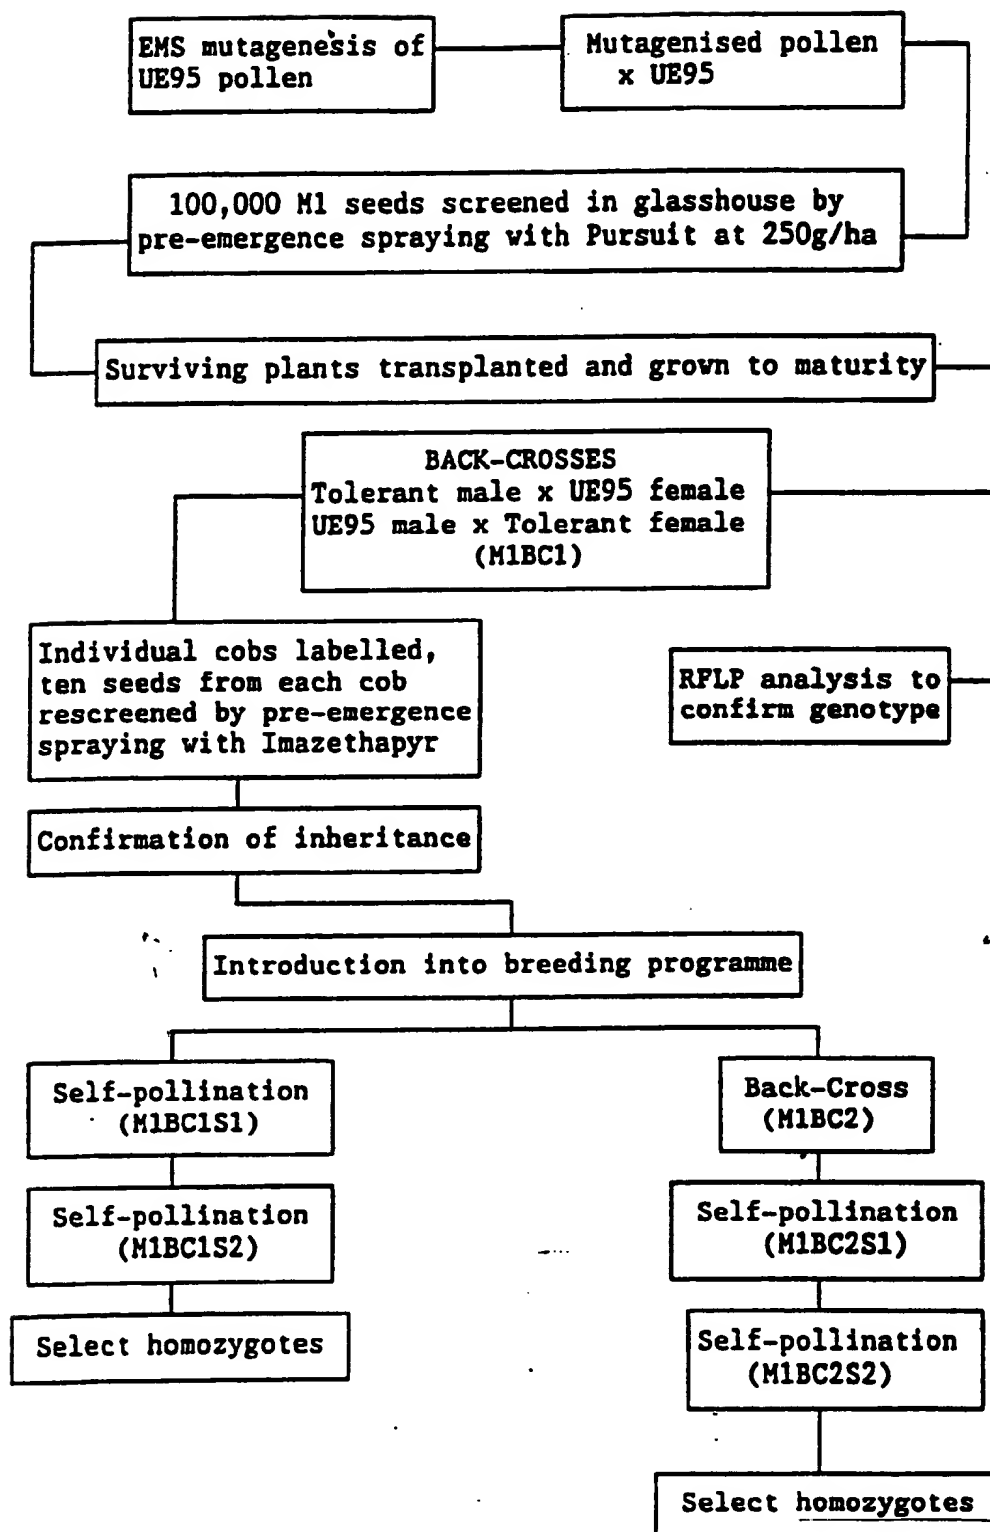 EMS mutagenesis of
UE95 pollen
Mutagenised pollen
x UE95
100,000 M1 seeds screened in glasshouse by
pre-emergence spraying with Pursuit at 250g/ha
Surviving plants transplanted and grown to maturity
BACK-CROSSES
Tolerant male x UE95 female
UE95 male x Tolerant female
(M1BC1)
Individual cobs labelled,
ten seeds from each cob
rescreened by pre-emergence
spraying with Imazethapyr
RFLP analysis to
confirm genotype
Confirmation of inheritance
Introduction into breeding programme
Self-pollination
(M1BC1S1)
Back-Cross
(M1BC2)
Self-pollination
(M1BC1S2)
Self-pollination
(M1BC2S1)
Select homozygotes
Self-pollination
(M1BC2S2)
Select homozygotes